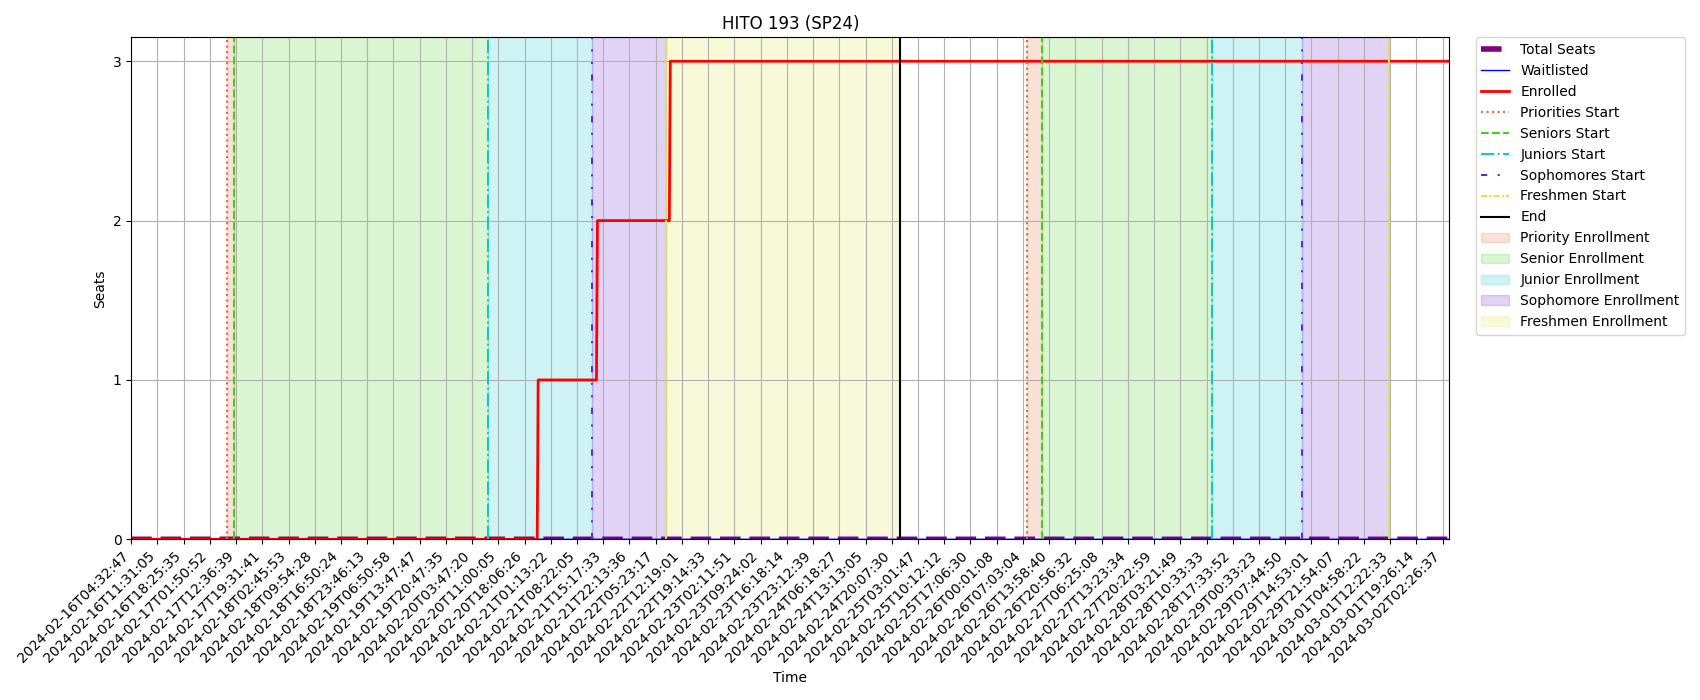 HITO 193 (SP24)
Total Seats
Waitlisted
Enrolled
Priorities Start
Seniors Start
Juniors Start
Sophomores Start
Freshmen Start
End
Priority Enrollment
Senior Enrollment
Junior Enrollment
Sophomore Enrollment
Freshmen Enrollment
Seats
3
2
1
0
2024-02-16T04:32:47
2024-02-16T11:31:05
2024-02-16T18:25:35
2024-02-17T01:50:52
2024-02-17T12:36:39
2024-02-17T19:31:41
2024-02-18T02:45:53
2024-02-18T09:54:28
2024-02-18T16:50:24
2024-02-18T23:46:13
2024-02-19T06:50:58
2024-02-19T13:47:47
2024-02-19T20:47:35
2024-02-20T03:47:20
2024-02-20T11:00:05
2024-02-20T18:06:26
2024-02-21T01:13:22
2024-02-21T08:22:05
2024-02-21T15:17:33
2024-02-21T22:13:36
2024-02-22T05:23:17
2024-02-22T12:19:01
2024-02-22T19:14:33
2024-02-23T02:11:51
2024-02-23T09:24:02
2024-02-23T16:18:14
2024-02-23T23:12:39
2024-02-24T06:18:27
2024-02-24T13:13:05
2024-02-24T20:07:30
2024-02-25T03:01:47
2024-02-25T10:12:12
2024-02-25T17:06:30
2024-02-26T00:01:08
2024-02-26T07:03:04
2024-02-26T13:58:40
2024-02-26T20:56:32
2024-02-27T06:25:08
2024-02-27T13:23:34
2024-02-27T20:22:59
2024-02-28T03:21:49
2024-02-28T10:33:33
2024-02-28T17:33:52
2024-02-29T00:33:23
2024-02-29T07:44:50
2024-02-29T14:53:01
2024-02-29T21:54:07
2024-03-01T04:58:22
2024-03-01T12:22:33
2024-03-01T19:26:14
2024-03-02T02:26:37
Time